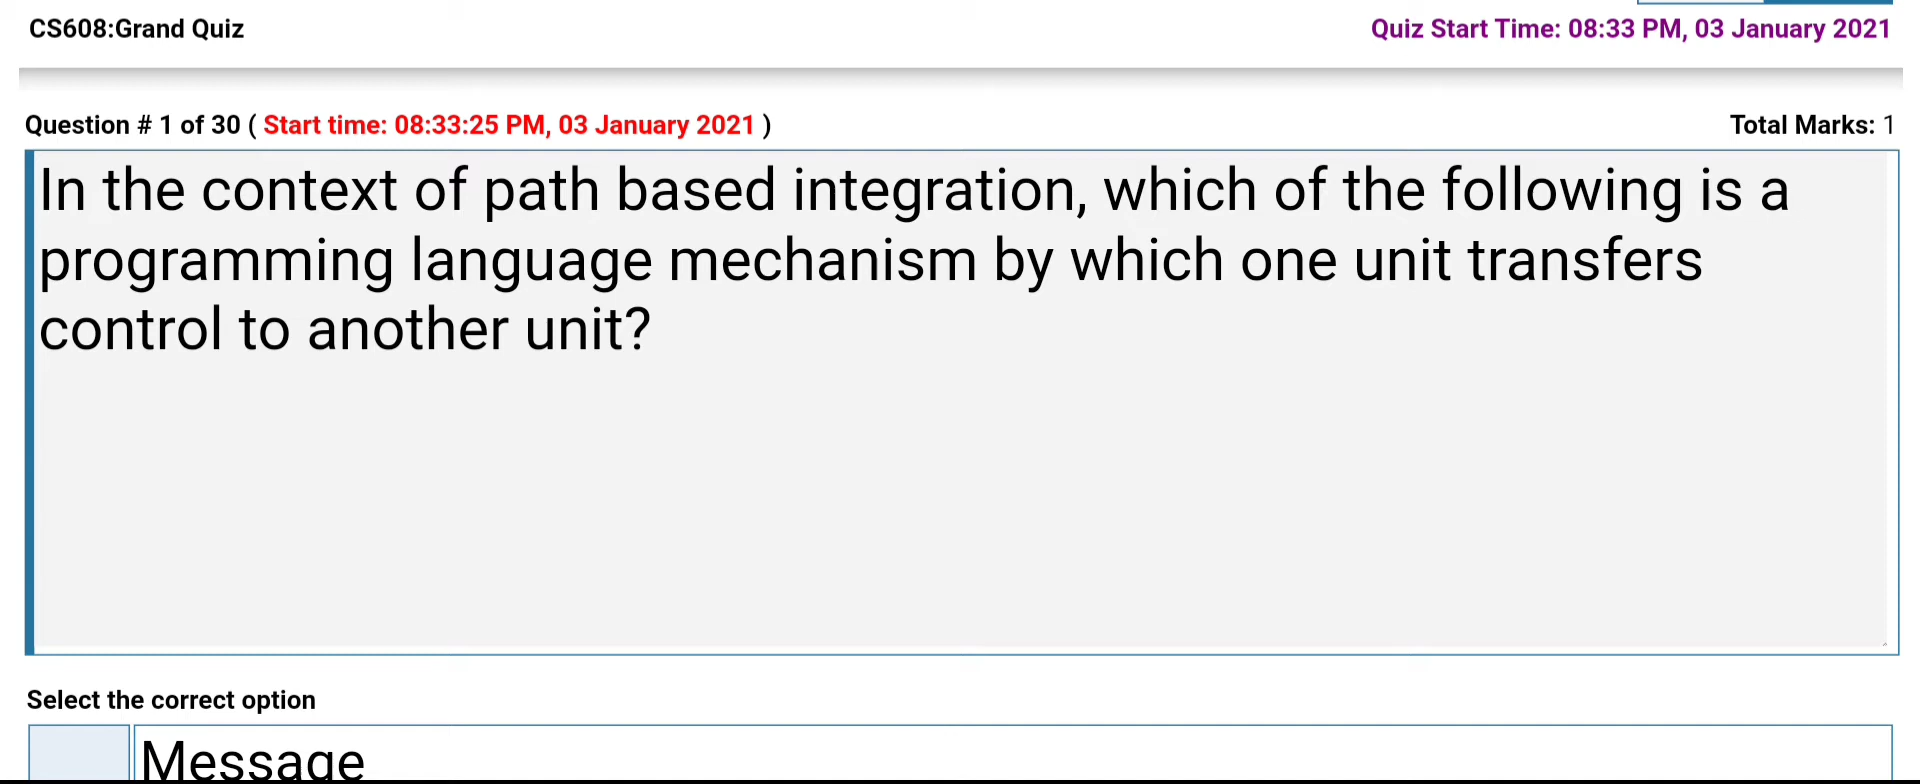 CS608:Grand Quiz
Quiz Start Time: 08:33 PM, 03 January 2021
Question # 1 of 30 ( Start time: 08:33:25 PM, 03 January 2021 )
Total Marks: 1
In the context of path based integration, which of the following is a
programming language mechanism by which one unit transfers
control to another unit?
Select the correct option
Message